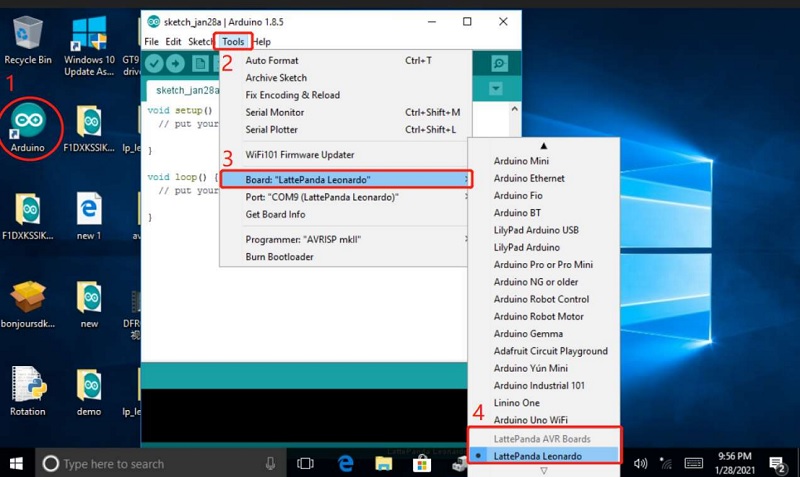 Recycle Bin
Windows 10
Update As...
GT9
drive
1
Arduino
F1DXKSSIK...
lp_le
F1DXKSSIK...
new 1
av
bonjoursdk...
new
DFR
Rotation
demo
lp_l
sketch_jan28a | Arduino 1.8.5
File Edit Sketch Tools Help
2
sketch_jan28a
void setup()
// put your
}
void loop() {
// put your
}
Auto Format Ctrl+T
Archive Sketch
Fix Encoding & Reload
Serial Monitor Ctrl+Shift+M
Serial Plotter Ctrl+Shift+L
WiFi101 Firmware Updater
3
Board: "LattePanda Leonardo"
Port: "COM9 (LattePanda Leonardo)"
Get Board Info
Programmer: "AVRISP mkII"
Burn Bootloader
Arduino Mini
Arduino Ethernet
Arduino Fio
Arduino BT
LilyPad Arduino USB
LilyPad Arduino
Arduino Pro or Pro Mini
Arduino NG or older
Arduino Robot Control
Arduino Robot Motor
Arduino Gemma
Adafruit Circuit Playground
Arduino Yún Mini
Arduino Industrial 101
Linino One
Arduino Uno WiFi
4
LattePanda AVR Boards
LattePanda Leonardo
Type here to search
9:56 PM
1/28/2021
2